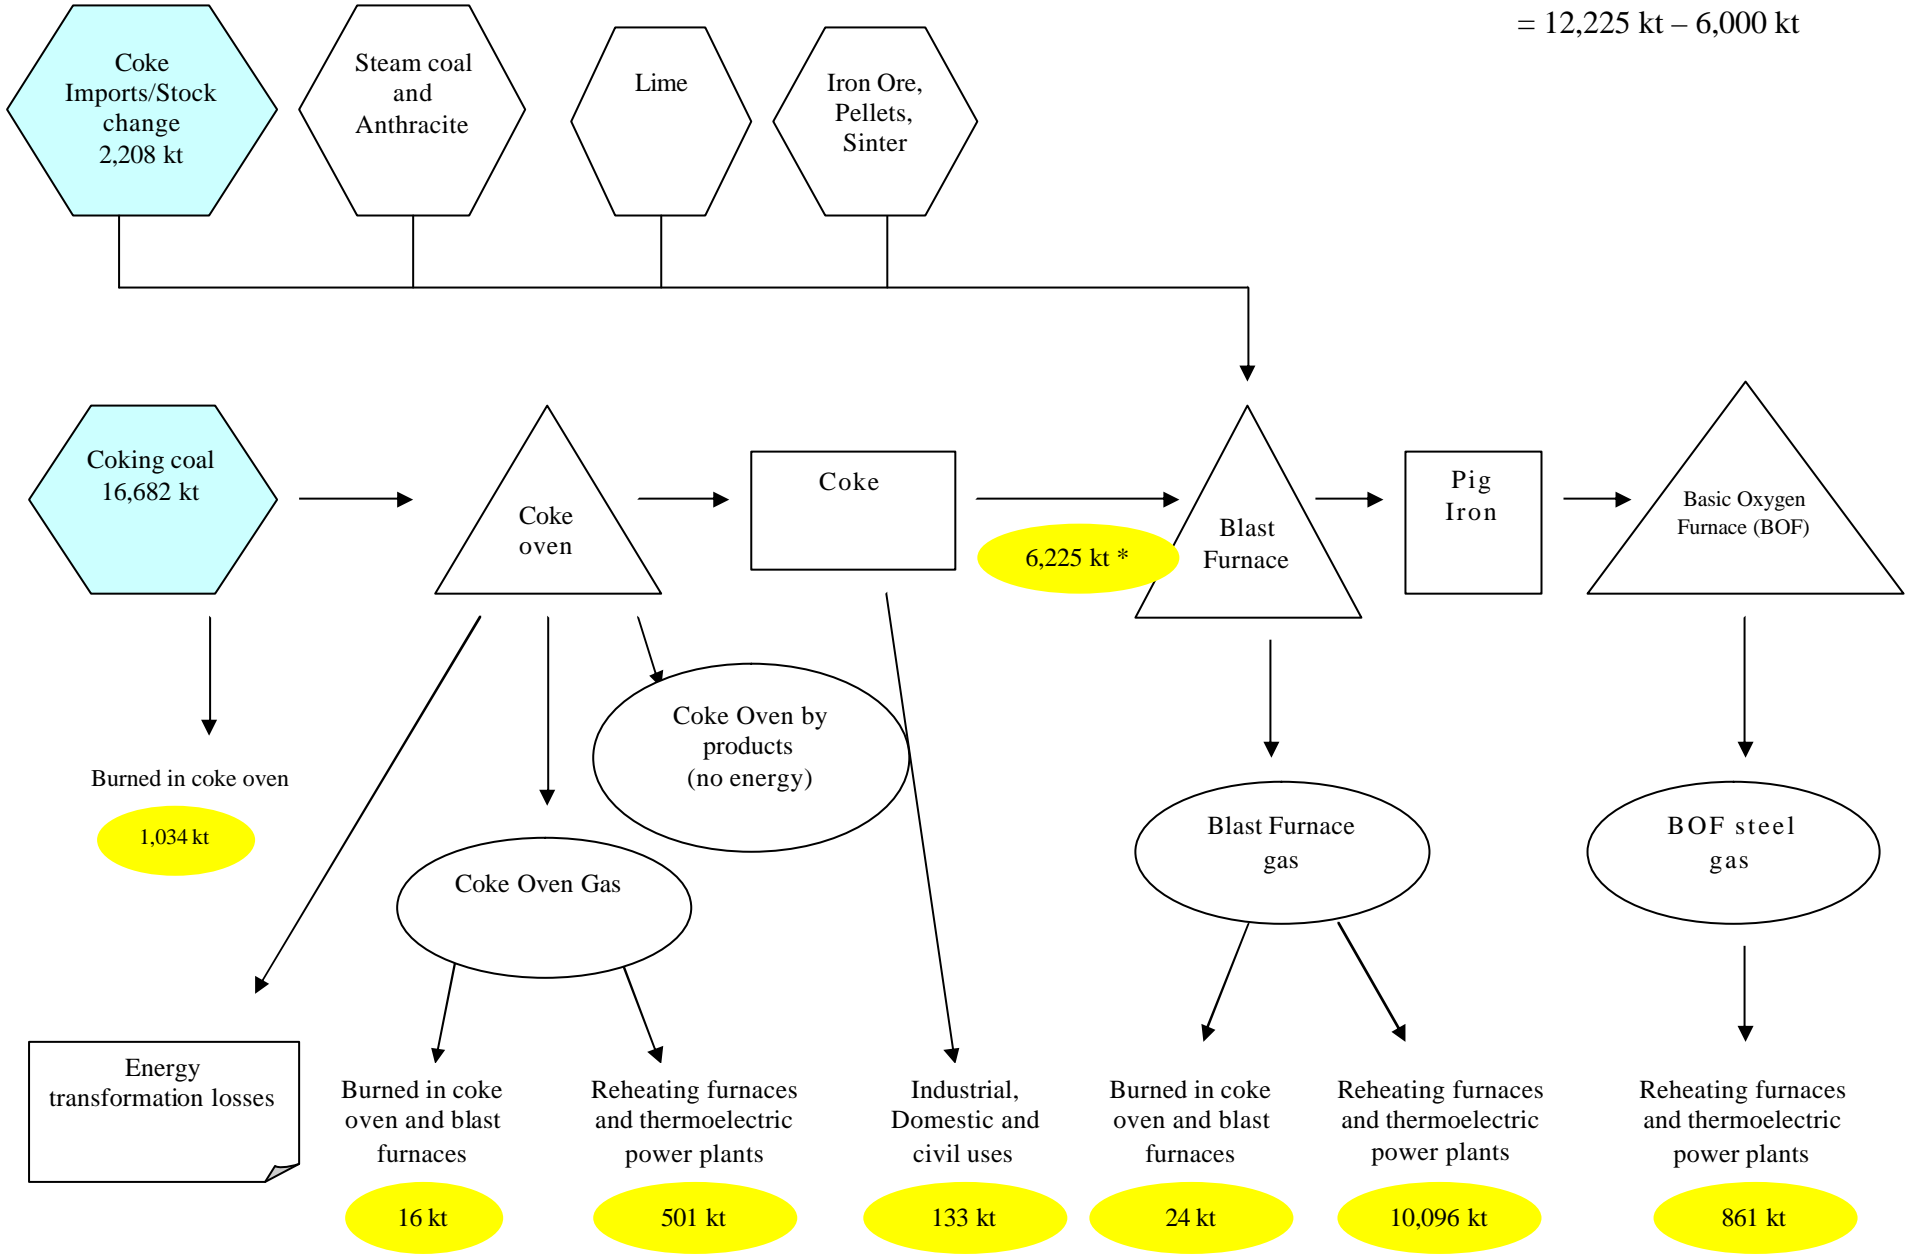 = 12,225 kt – 6,000 kt
Coke
Imports/Stock
change
2,208 kt
Steam coal
and
Anthracite
Lime
Iron Ore,
Pellets,
Sinter
Coking coal
16,682 kt
Coke
oven
Coke
6,225 kt *
Blast
Furnace
Pig
Iron
Basic Oxygen
Furnace (BOF)
Burned in coke oven
1,034 kt
Coke Oven by
products
(no energy)
Coke Oven Gas
Blast Furnace
gas
BOF steel
gas
Energy
transformation losses
Burned in coke
oven and blast
furnaces
16 kt
Reheating furnaces
and thermoelectric
power plants
501 kt
Industrial,
Domestic and
civil uses
133 kt
Burned in coke
oven and blast
furnaces
24 kt
Reheating furnaces
and thermoelectric
power plants
10,096 kt
Reheating furnaces
and thermoelectric
power plants
861 kt